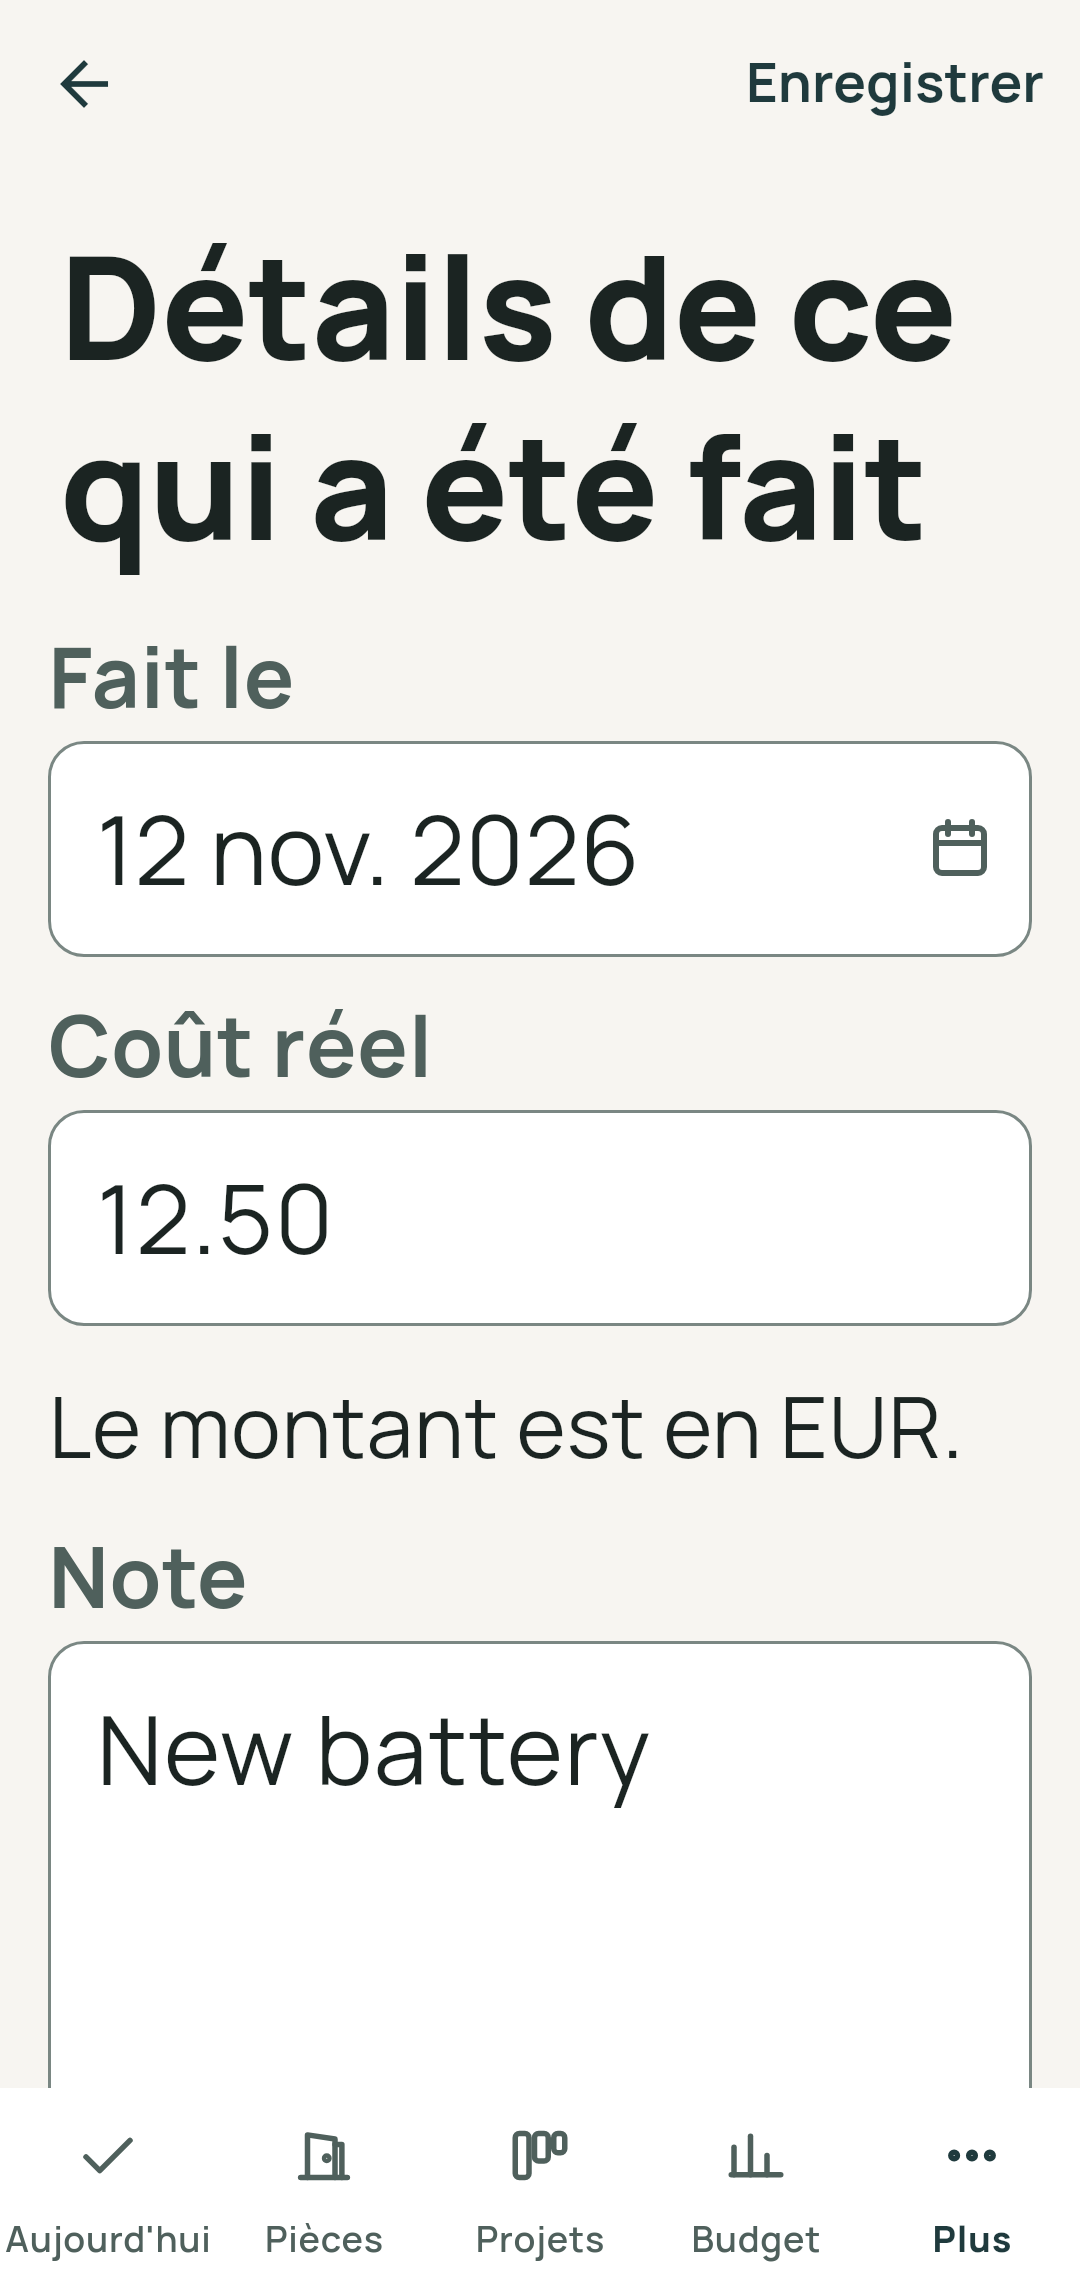 Enregistrer
Détails de ce
qui a été fait
Fait le
12 nov. 2026
Coût réel
12.50
Le montant est en EUR.
Note
New battery
Aujourd'hui
Pièces
Projets
Budget
Plus